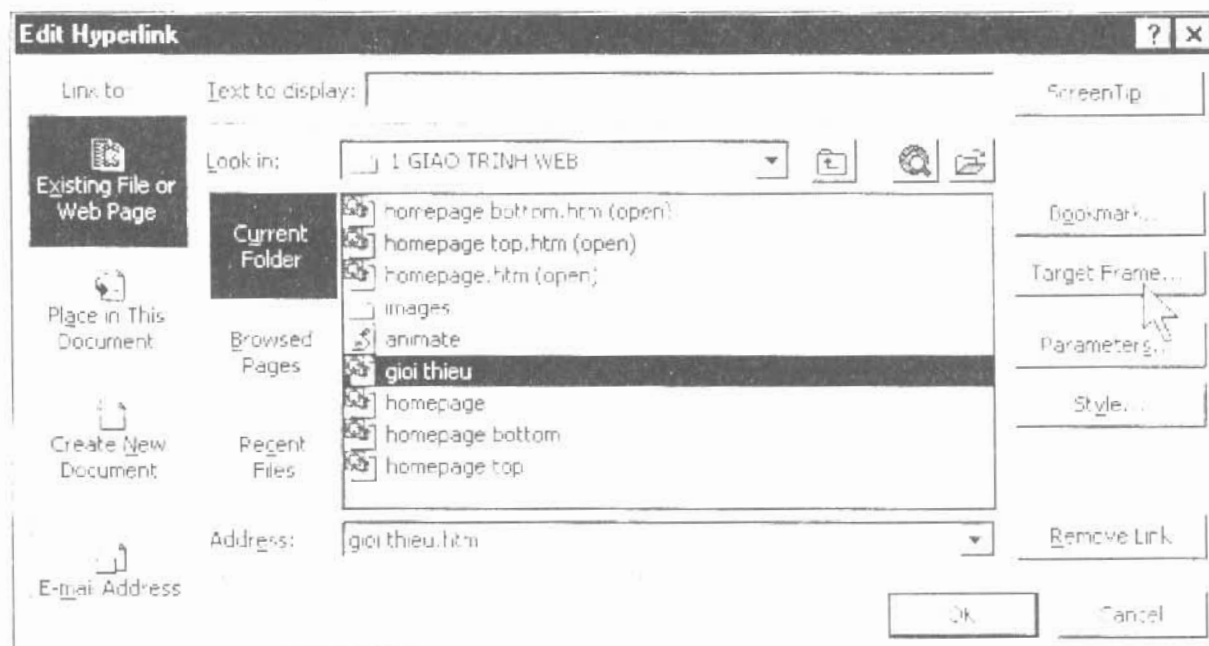 Edit Hyperlink
Link to
Text to display:
ScreenTip
Existing File or
Web Page
Look in:
1 GIAO TRINH WEB
Current
Folder
homepage bottom.htm (open)
homepage top.htm (open)
homepage.htm (open)
images
animate
gioi thieu
homepage
homepage bottom
homepage top
Bookmark...
Target Frame...
Parameters...
Style...
Place in This
Document
Browsed
Pages
Create New
Document
Recent
Files
Address:
gioi thieu.htm
Remove Link
E-mail Address
OK
Cancel